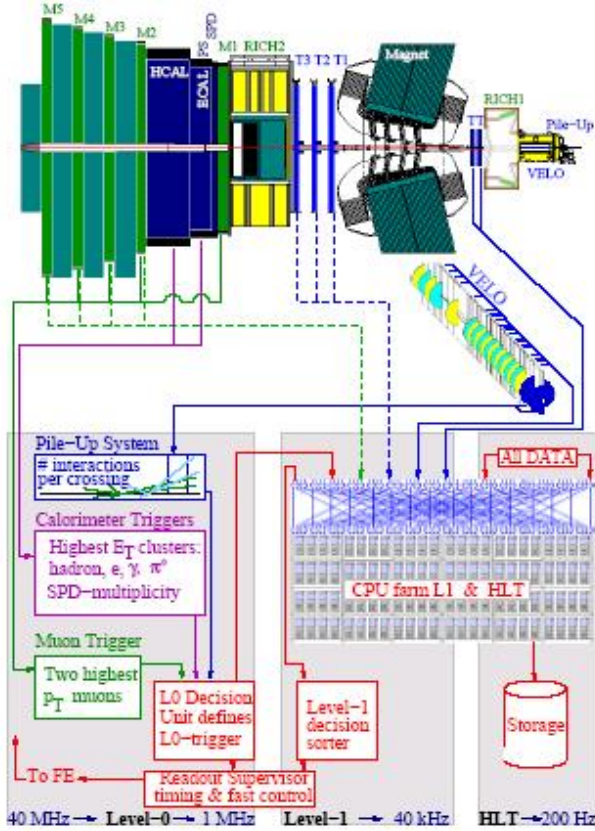 M5
M4
M3
M2
PS
SPD
M1
RICH2
T3 T2 T1
Magnet
HCAL
ECAL
RICH1
TT
Pile-Up
VELO
VELO
Pile-Up System
# interactions
per crossing
Calorimeter Triggers
Highest ET clusters:
hadron, e, γ, π°
SPD-multiplicity
Muon Trigger
Two highest
pT muons
L0 Decision
Unit defines
L0-trigger
Level-1
decision
sorter
All DATA
CPU farm L1 & HLT
Storage
To FE
Readout Supervisor
timing & fast control
40 MHz → Level-0 → 1 MHz
Level-1 → 40 kHz
HLT → 200 Hz